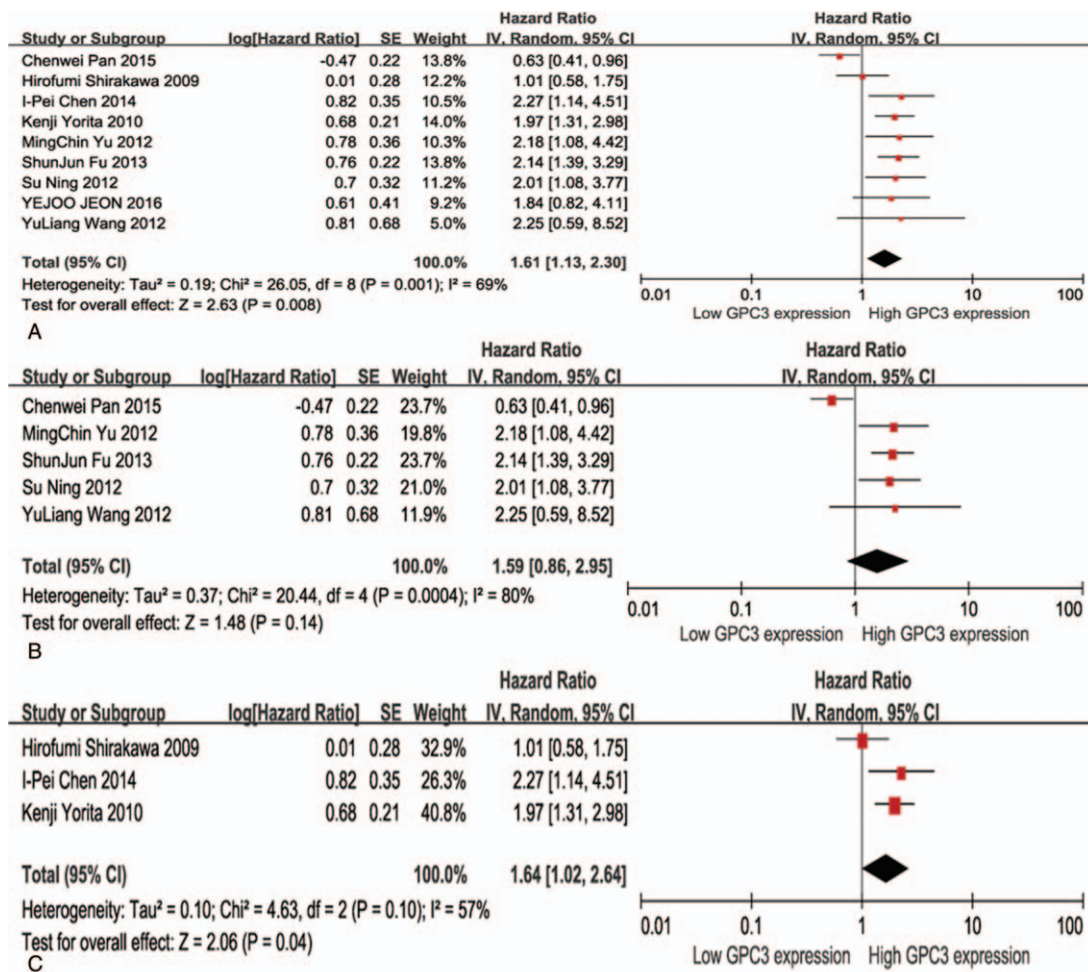 Hazard Ratio Hazard Ratio
Study or Subgroup log[Hazard Ratio] SE Weight IV, Random, 95% CI IV, Random, 95% CI
Chenwei Pan 2015 -0.47 0.22 13.8% 0.63 [0.41, 0.96]
Hirofumi Shirakawa 2009 0.01 0.28 12.2% 1.01 [0.58, 1.75]
I-Pei Chen 2014 0.82 0.35 10.5% 2.27 [1.14, 4.51]
Kenji Yorita 2010 0.68 0.21 14.0% 1.97 [1.31, 2.98]
MingChin Yu 2012 0.78 0.36 10.3% 2.18 [1.08, 4.42]
ShunJun Fu 2013 0.76 0.22 13.8% 2.14 [1.39, 3.29]
Su Ning 2012 0.7 0.32 11.2% 2.01 [1.08, 3.77]
YEJOO JEON 2016 0.61 0.41 9.2% 1.84 [0.82, 4.11]
YuLiang Wang 2012 0.81 0.68 5.0% 2.25 [0.59, 8.52]
Total (95% CI) 100.0% 1.61 [1.13, 2.30]
Heterogeneity: Tau² = 0.19; Chi² = 26.05, df = 8 (P = 0.001); I² = 69%
0.01 0.1 1 10 100
Test for overall effect: Z = 2.63 (P = 0.008)
Low GPC3 expression High GPC3 expression
A
Hazard Ratio Hazard Ratio
Study or Subgroup log[Hazard Ratio] SE Weight IV, Random, 95% CI IV, Random, 95% CI
Chenwei Pan 2015 -0.47 0.22 23.7% 0.63 [0.41, 0.96]
MingChin Yu 2012 0.78 0.36 19.8% 2.18 [1.08, 4.42]
ShunJun Fu 2013 0.76 0.22 23.7% 2.14 [1.39, 3.29]
Su Ning 2012 0.7 0.32 21.0% 2.01 [1.08, 3.77]
YuLiang Wang 2012 0.81 0.68 11.9% 2.25 [0.59, 8.52]
Total (95% CI) 100.0% 1.59 [0.86, 2.95]
Heterogeneity: Tau² = 0.37; Chi² = 20.44, df = 4 (P = 0.0004); I² = 80%
0.01 0.1 1 10 100
Test for overall effect: Z = 1.48 (P = 0.14)
Low GPC3 expression High GPC3 expression
B
Hazard Ratio Hazard Ratio
Study or Subgroup log[Hazard Ratio] SE Weight IV, Random, 95% CI IV, Random, 95% CI
Hirofumi Shirakawa 2009 0.01 0.28 32.9% 1.01 [0.58, 1.75]
I-Pei Chen 2014 0.82 0.35 26.3% 2.27 [1.14, 4.51]
Kenji Yorita 2010 0.68 0.21 40.8% 1.97 [1.31, 2.98]
Total (95% CI) 100.0% 1.64 [1.02, 2.64]
Heterogeneity: Tau² = 0.10; Chi² = 4.63, df = 2 (P = 0.10); I² = 57%
0.01 0.1 1 10 100
Test for overall effect: Z = 2.06 (P = 0.04)
Low GPC3 expression High GPC3 expression
C